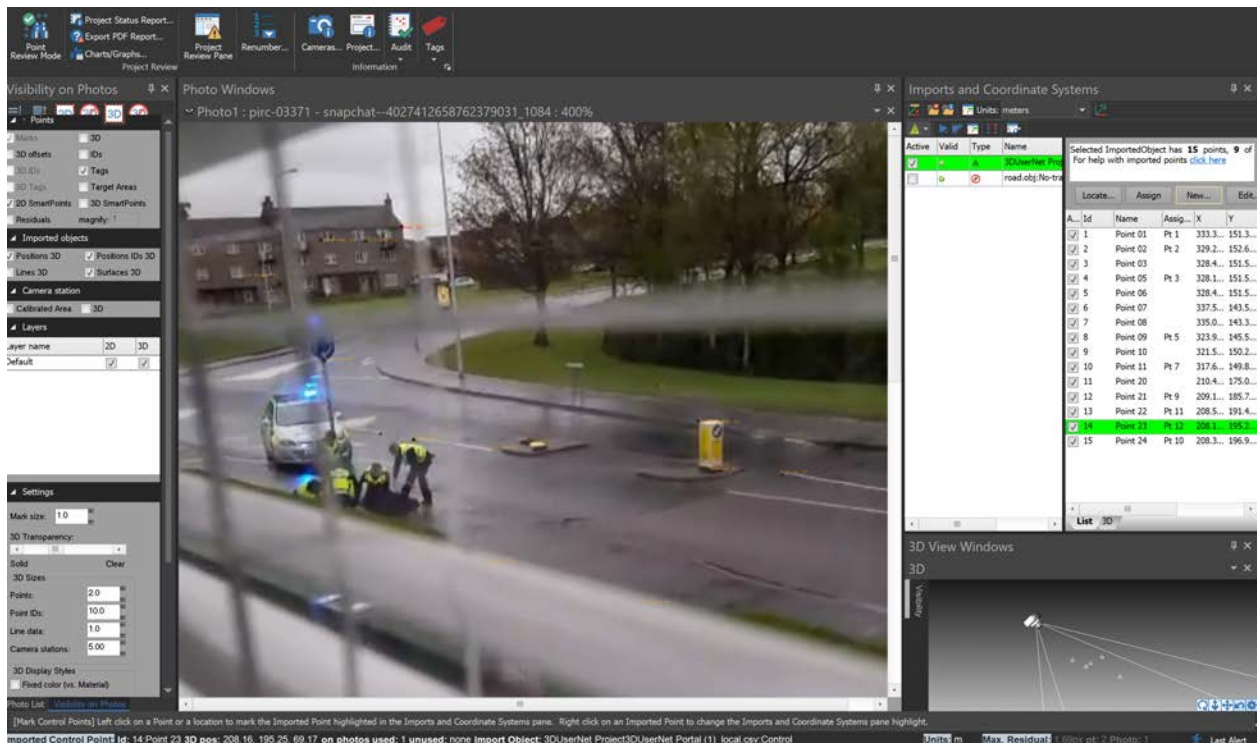 Point
Review Mode
Project Status Report...
Export PDF Report...
Charts/Graphs...
Project Review
Project
Review Pane
Renumber...
Cameras...
Project...
Audit
Tags
Information
Visibility on Photos
Points
Marks
3D
3D offsets
IDs
3D IDs
Tags
3D Tags
Target Areas
2D SmartPoints
3D SmartPoints
Residuals
magnify:
Imported objects
Positions 3D
Positions IDs 3D
Lines 3D
Surfaces 3D
Camera station
Calibrated Area
3D
Layers
Layer name 2D 3D
Default
Settings
Mark size: 1.0
3D Transparency:
Solid Clear
3D Sizes
Points: 2.0
Point IDs: 10.0
Line data: 1.0
Camera stations: 5.00
3D Display Styles
Fixed color (vs. Material)
Photo List Visibility on Photos
Photo Windows
Photo1 : pirc-03371 - snapchat--4027412658762379031_1084 : 400%
Imports and Coordinate Systems
Units: meters
Active Valid Type Name
3DUserNet Proj
road.obj:No-tra
Selected ImportedObject has 15 points, 9 of
For help with imported points click here
Locate... Assign New... Edit.
A... Id Name Assig... X Y
1 Point 01 Pt 1 333.3... 151.3...
2 Point 02 Pt 2 329.2... 152.6...
3 Point 03 328.4... 151.5...
4 Point 05 Pt 3 328.1... 151.5...
5 Point 06 328.4... 151.5...
6 Point 07 337.5... 143.5...
7 Point 08 335.0... 143.3...
8 Point 09 Pt 5 323.9... 145.5...
9 Point 10 321.5... 150.2...
10 Point 11 Pt 7 317.6... 149.8...
11 Point 20 210.4... 175.0...
12 Point 21 Pt 9 209.1... 185.7...
13 Point 22 Pt 11 208.5... 191.4...
14 Point 23 Pt 12 208.1... 195.2...
15 Point 24 Pt 10 208.3... 196.9...
List 3D
3D View Windows
3D
Visibility
[Mark Control Points] Left click on a Point or a location to mark the Imported Point highlighted in the Imports and Coordinate Systems pane. Right click on an Imported Point to change the Imports and Coordinate Systems pane highlight.
Imported Control Point: Id: 14:Point 23 3D pos: 208.16, 195.25, 69.17 on photos used: 1 unused: none Import Object: 3DUserNet Project3DUserNet Portal (1)_local.csv:Control
Units: m
Max. Residual: 1.69px pt: 2 Photo: 1
Last Alert